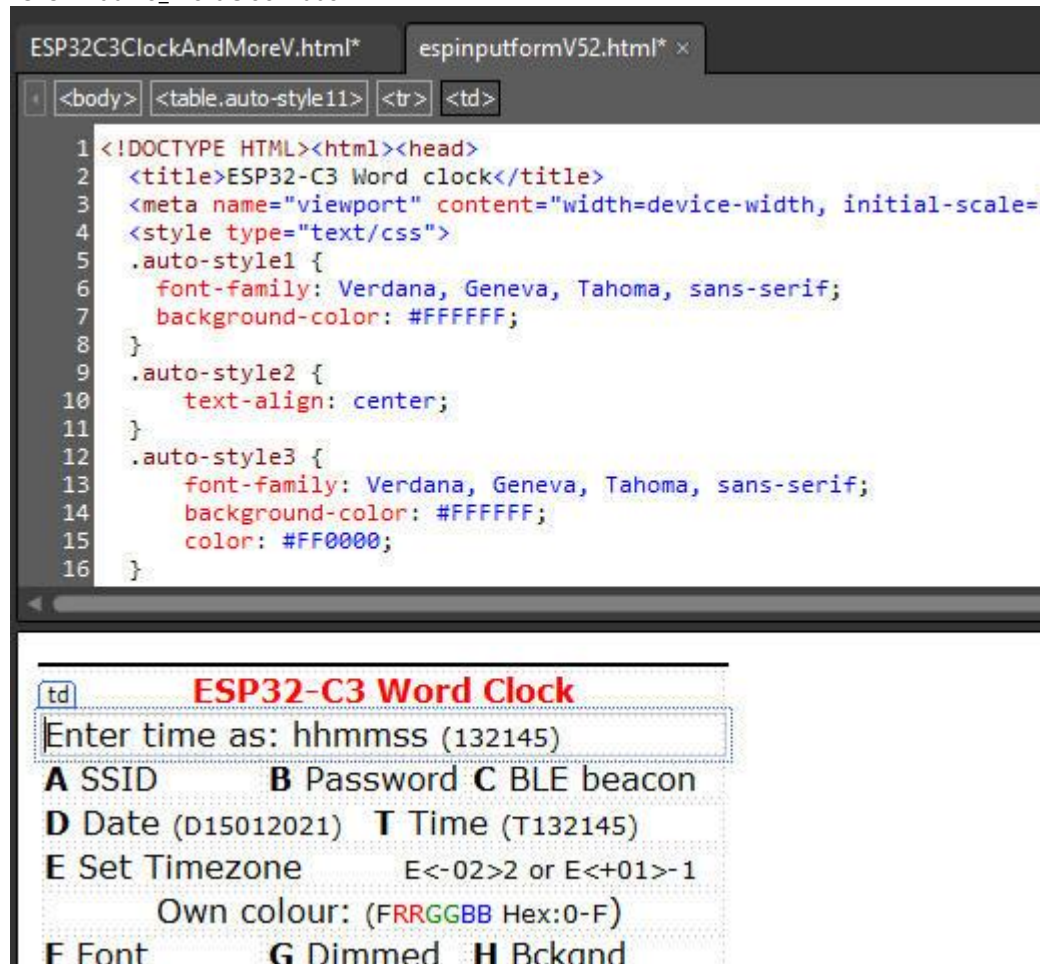 ESP32C3ClockAndMoreV.html* espinputformV52.html* ×
<body> <table.auto-style11> <tr> <td>
1 <!DOCTYPE HTML><html><head>
2 <title>ESP32-C3 Word clock</title>
3 <meta name="viewport" content="width=device-width, initial-scale=
4 <style type="text/css">
5 .auto-style1 {
6 font-family: Verdana, Geneva, Tahoma, sans-serif;
7 background-color: #FFFFFF;
8 }
9 .auto-style2 {
10 text-align: center;
11 }
12 .auto-style3 {
13 font-family: Verdana, Geneva, Tahoma, sans-serif;
14 background-color: #FFFFFF;
15 color: #FF0000;
16 }
td ESP32-C3 Word Clock
Enter time as: hhmmss (132145)
A SSID B Password C BLE beacon
D Date (D15012021) T Time (T132145)
E Set Timezone E<-02>2 or E<+01>-1
Own colour: (FRRGGBB Hex:0-F)
F Font G Dimmed H Bckgnd